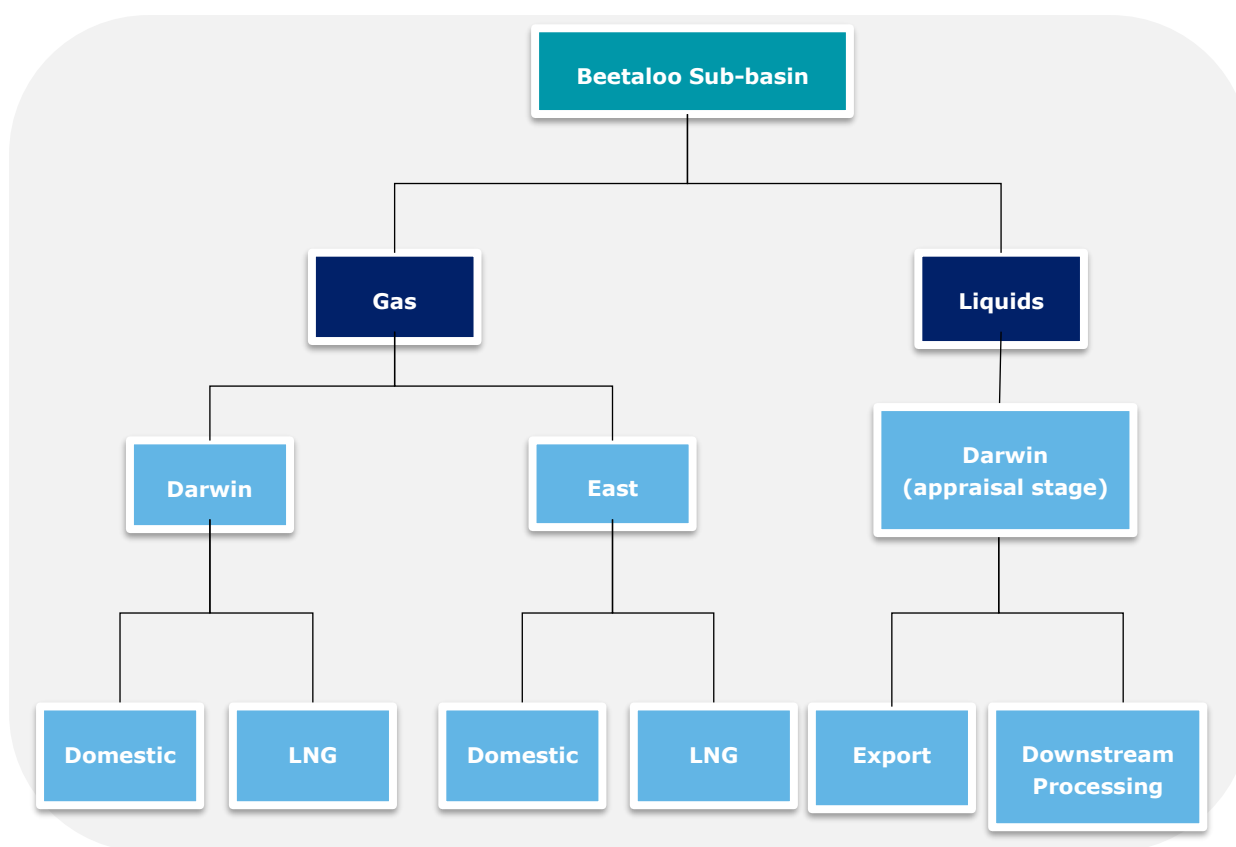 Beetaloo Sub-basin
Gas
Liquids
Darwin
East
Darwin
(appraisal stage)
Domestic
LNG
Domestic
LNG
Export
Downstream
Processing